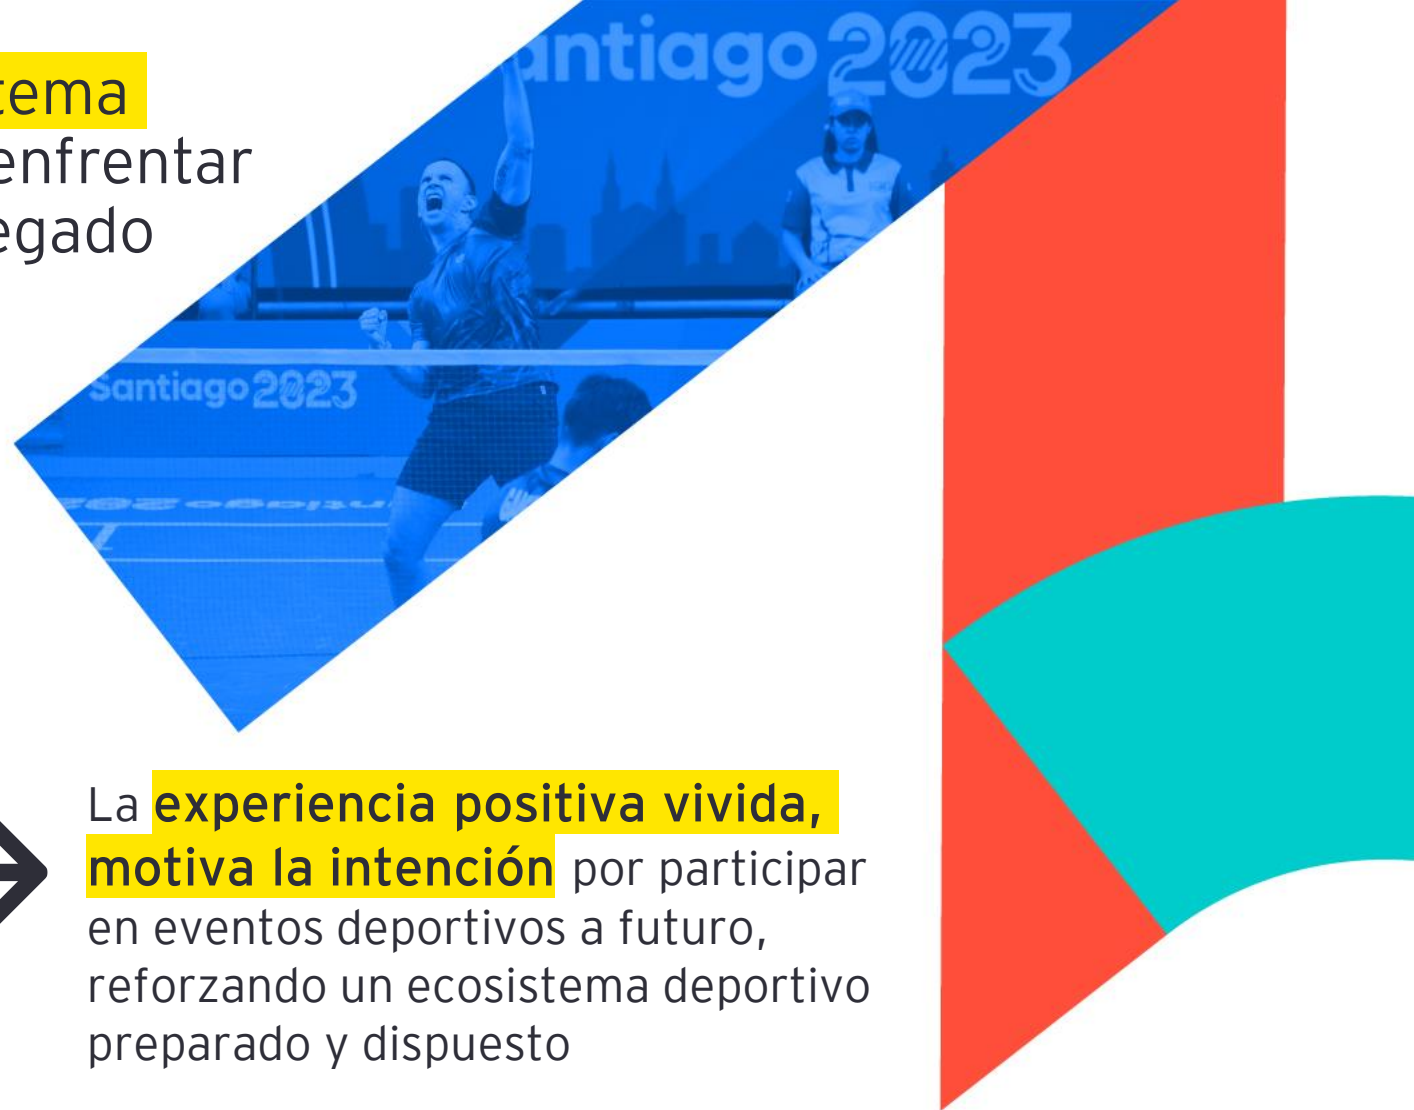 tema
enfrentar
egado
antiago 2023
Santiago 2023
La experiencia positiva vivida,
motiva la intención por participar
en eventos deportivos a futuro,
reforzando un ecosistema deportivo
preparado y dispuesto